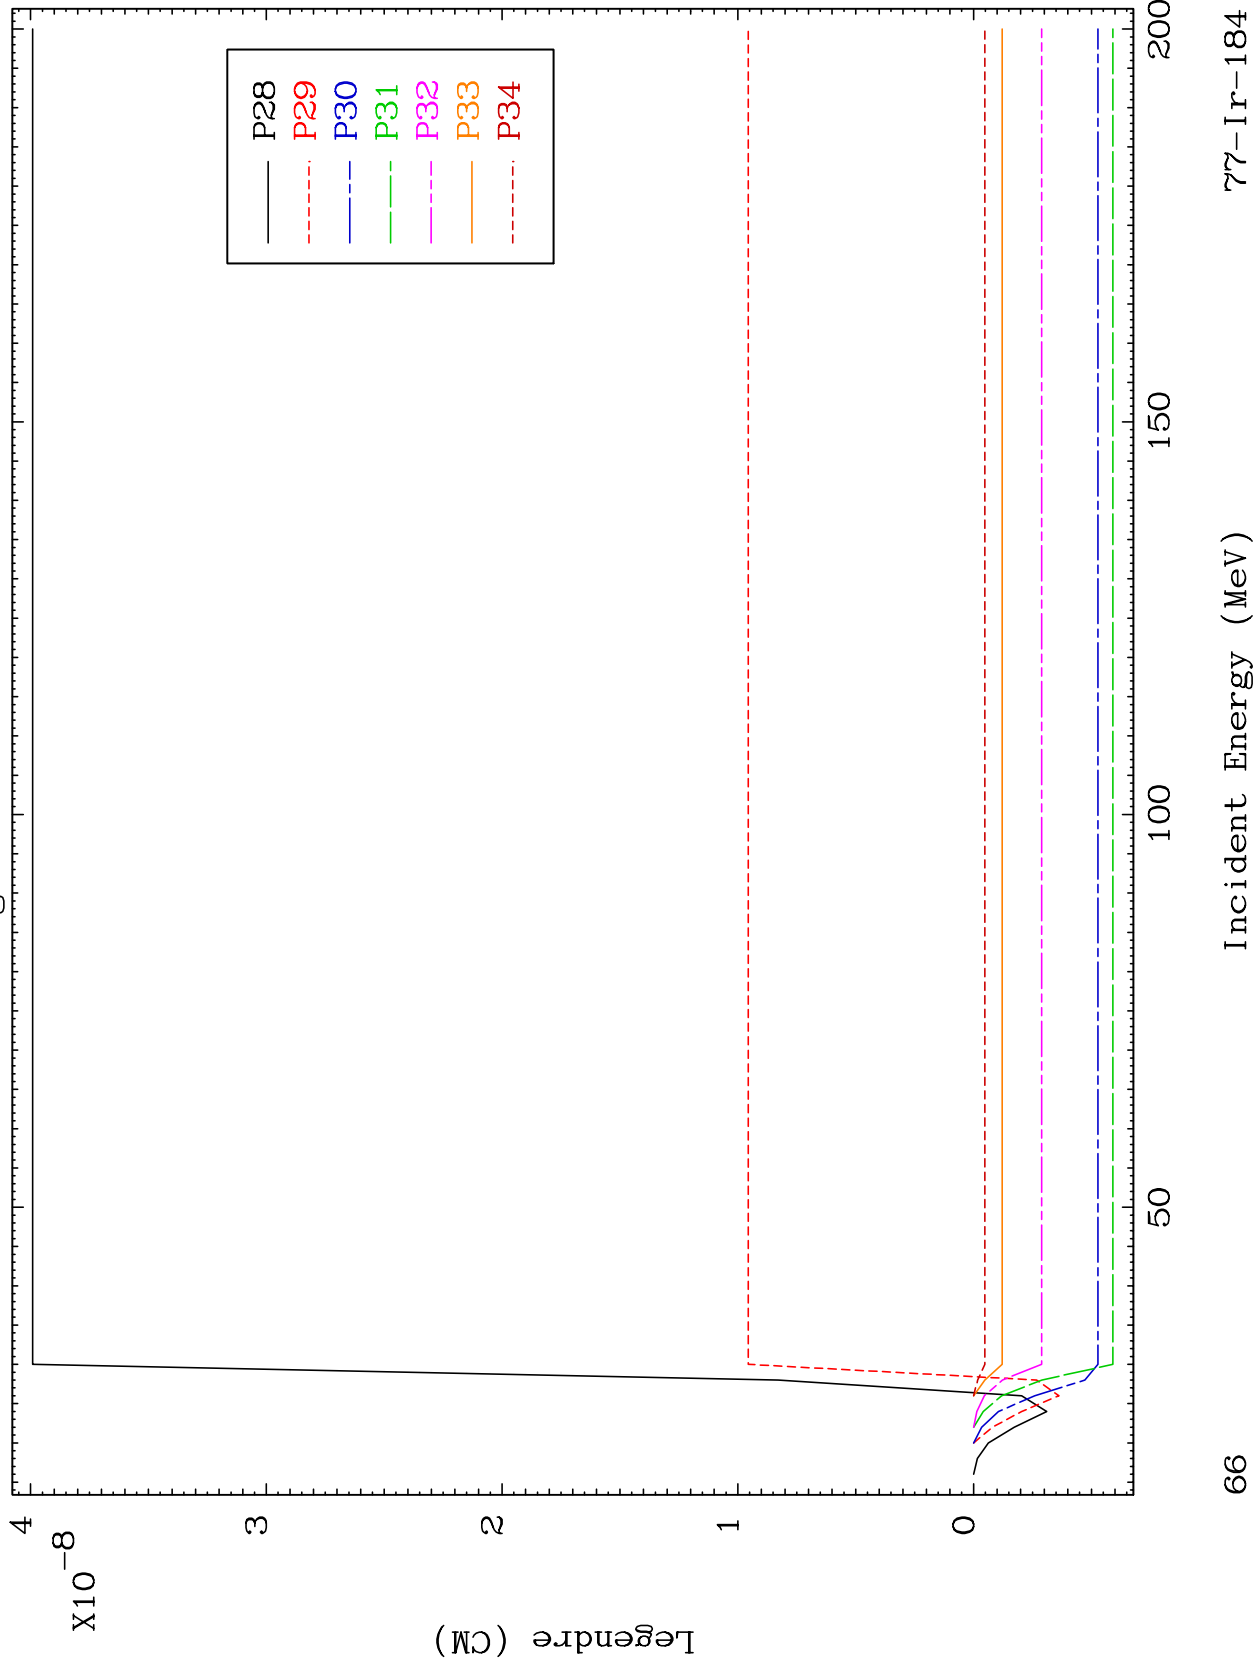 4
3
2
1
0
X10⁻⁸
Legendre (CM)
P28
P29
P30
P31
P32
P33
P34
50
100
150
200
Incident Energy (MeV)
66
77-Ir-184